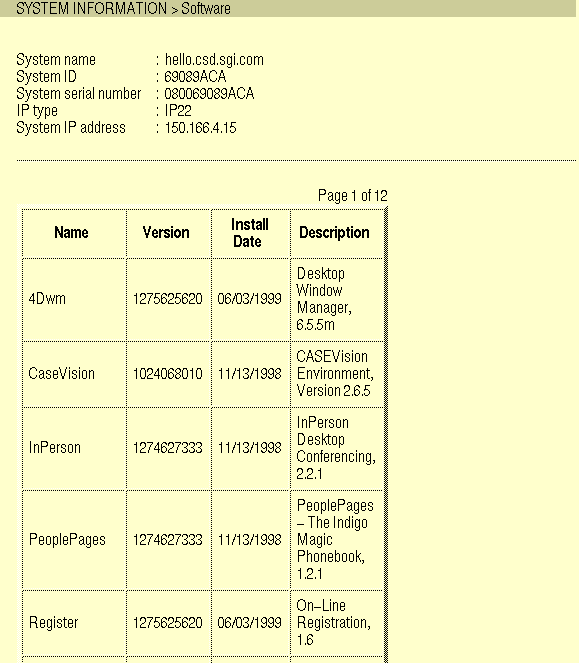 SYSTEM INFORMATION > Software
System name : hello.csd.sgi.com
System ID : 69089ACA
System serial number : 080069089ACA
IP type : IP22
System IP address : 150.166.4.15
Page 1 of 12
Name Version Install Date Description
4Dwm 1275625620 06/03/1999 Desktop
Window
Manager,
6.5.5m
CaseVision 1024068010 11/13/1998 CASEVision
Environment,
Version 2.6.5
InPerson 1274627333 11/13/1998 InPerson
Desktop
Conferencing,
2.2.1
PeoplePages 1274627333 11/13/1998 PeoplePages
– The Indigo
Magic
Phonebook,
1.2.1
Register 1275625620 06/03/1999 On–Line
Registration,
1.6